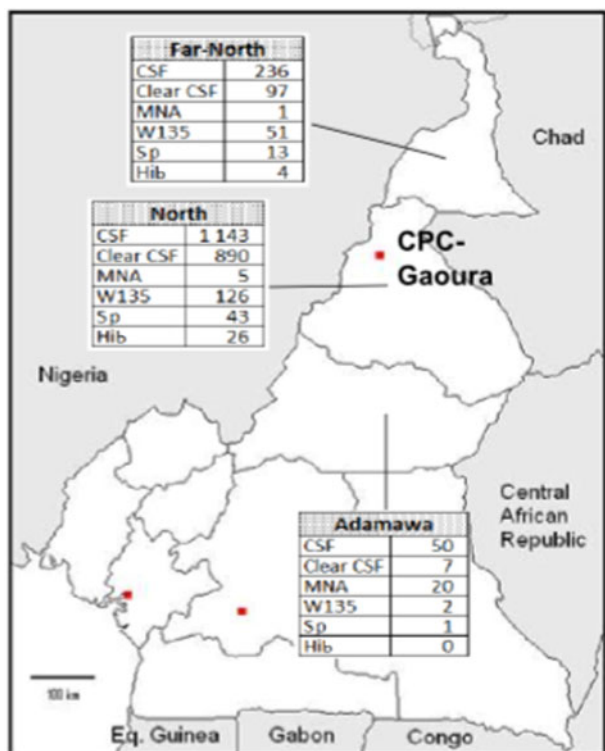 Far-North
CSF 236
Clear CSF 97
MNA 1
W135 51
Sp 13
Hib 4
Chad
North
CSF 1 143
Clear CSF 890
MNA 5
W135 126
Sp 43
Hib 26
CPC-
Gaoura
Nigeria
Central
African
Republic
Adamawa
CSF 50
Clear CSF 7
MNA 20
W135 2
Sp 1
Hib 0
100 km
Eq. Guinea Gabon Congo